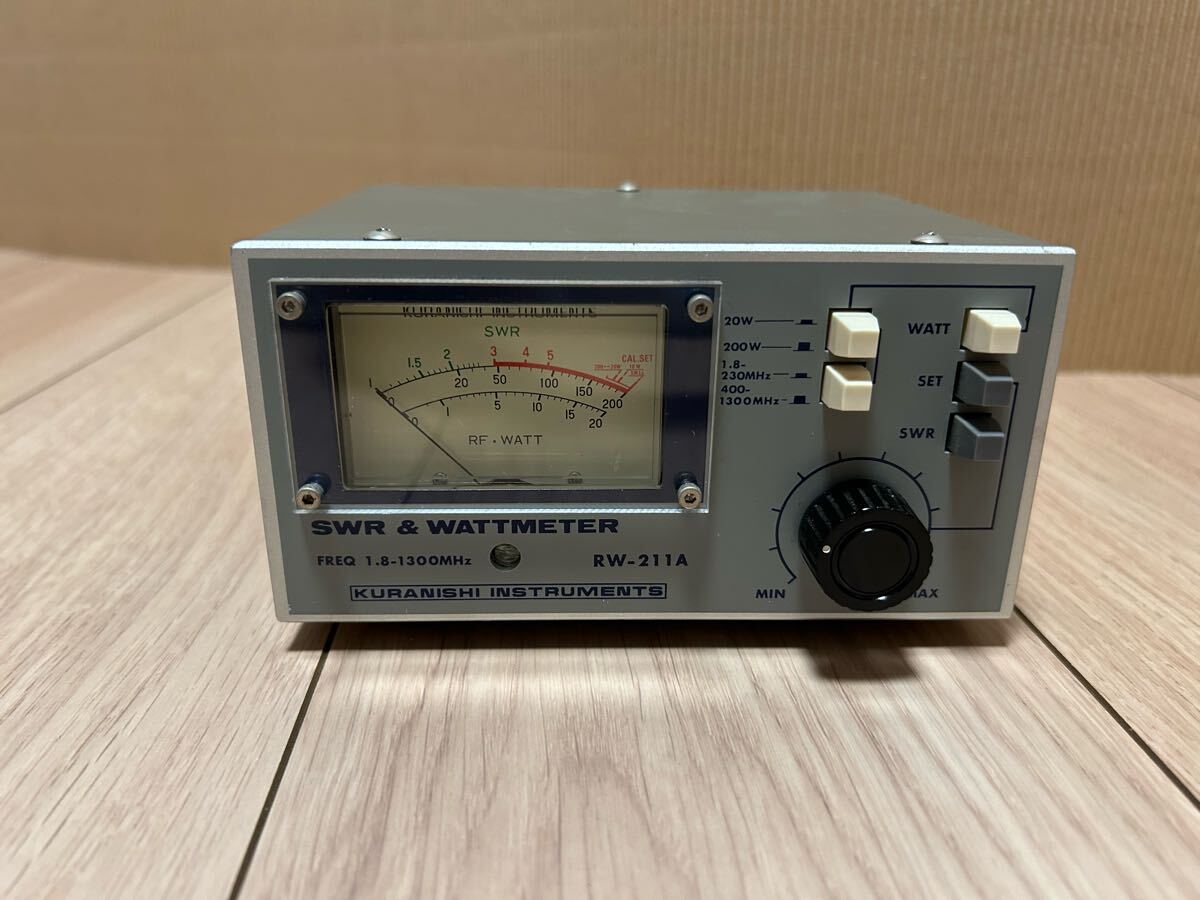 KURANISHI INSTRUMENTS
SWR
1 1.5 2 3 4 5 CAL.SET
0 20 50 100 150 200
0 1 5 10 15 20
RF·WATT
SWR & WATTMETER
FREQ 1.8-1300MHz
RW-211A
KURANISHI INSTRUMENTS
20W
200W
1.8-
230MHz
400-
1300MHz
WATT
SET
SWR
MIN
MAX